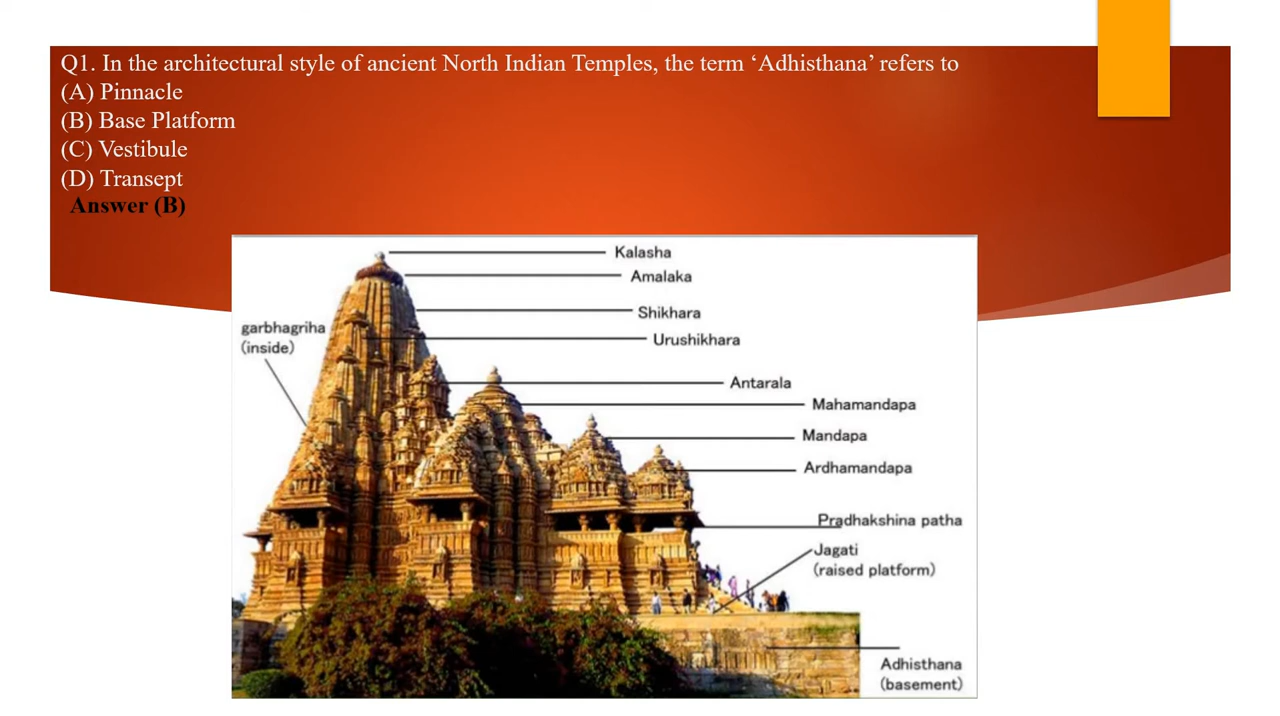 Q1. In the architectural style of ancient North Indian Temples, the term ‘Adhisthana’ refers to
(A) Pinnacle
(B) Base Platform
(C) Vestibule
(D) Transept
Answer (B)
Kalasha
Amalaka
Shikhara
garbhagriha
(inside)
Urushikhara
Antarala
Mahamandapa
Mandapa
Ardhamandapa
Pradhakshina patha
Jagati
(raised platform)
Adhisthana
(basement)